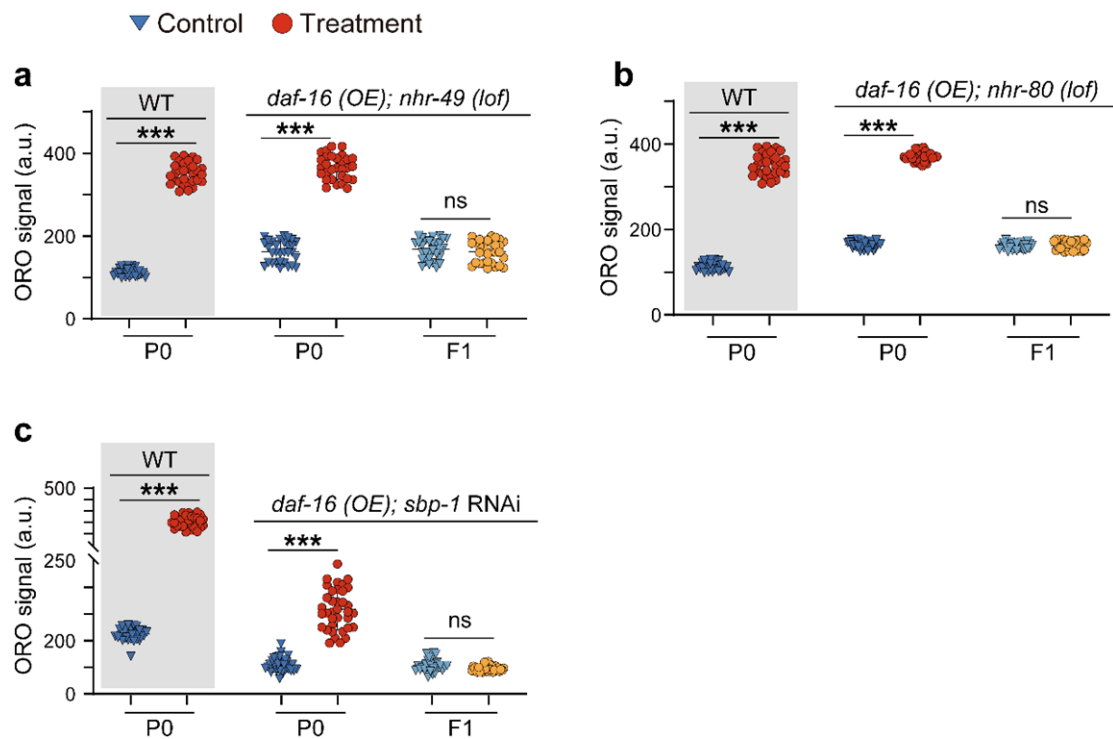 Control Treatment
a
WT
daf-16 (OE); nhr-49 (lof)
***
***
ns
ORO signal (a.u.)
400
200
0
P0
P0
F1
b
WT
daf-16 (OE); nhr-80 (lof)
***
***
ns
ORO signal (a.u.)
400
200
0
P0
P0
F1
c
WT
daf-16 (OE); sbp-1 RNAi
***
***
ns
ORO signal (a.u.)
500
250
200
0
P0
P0
F1